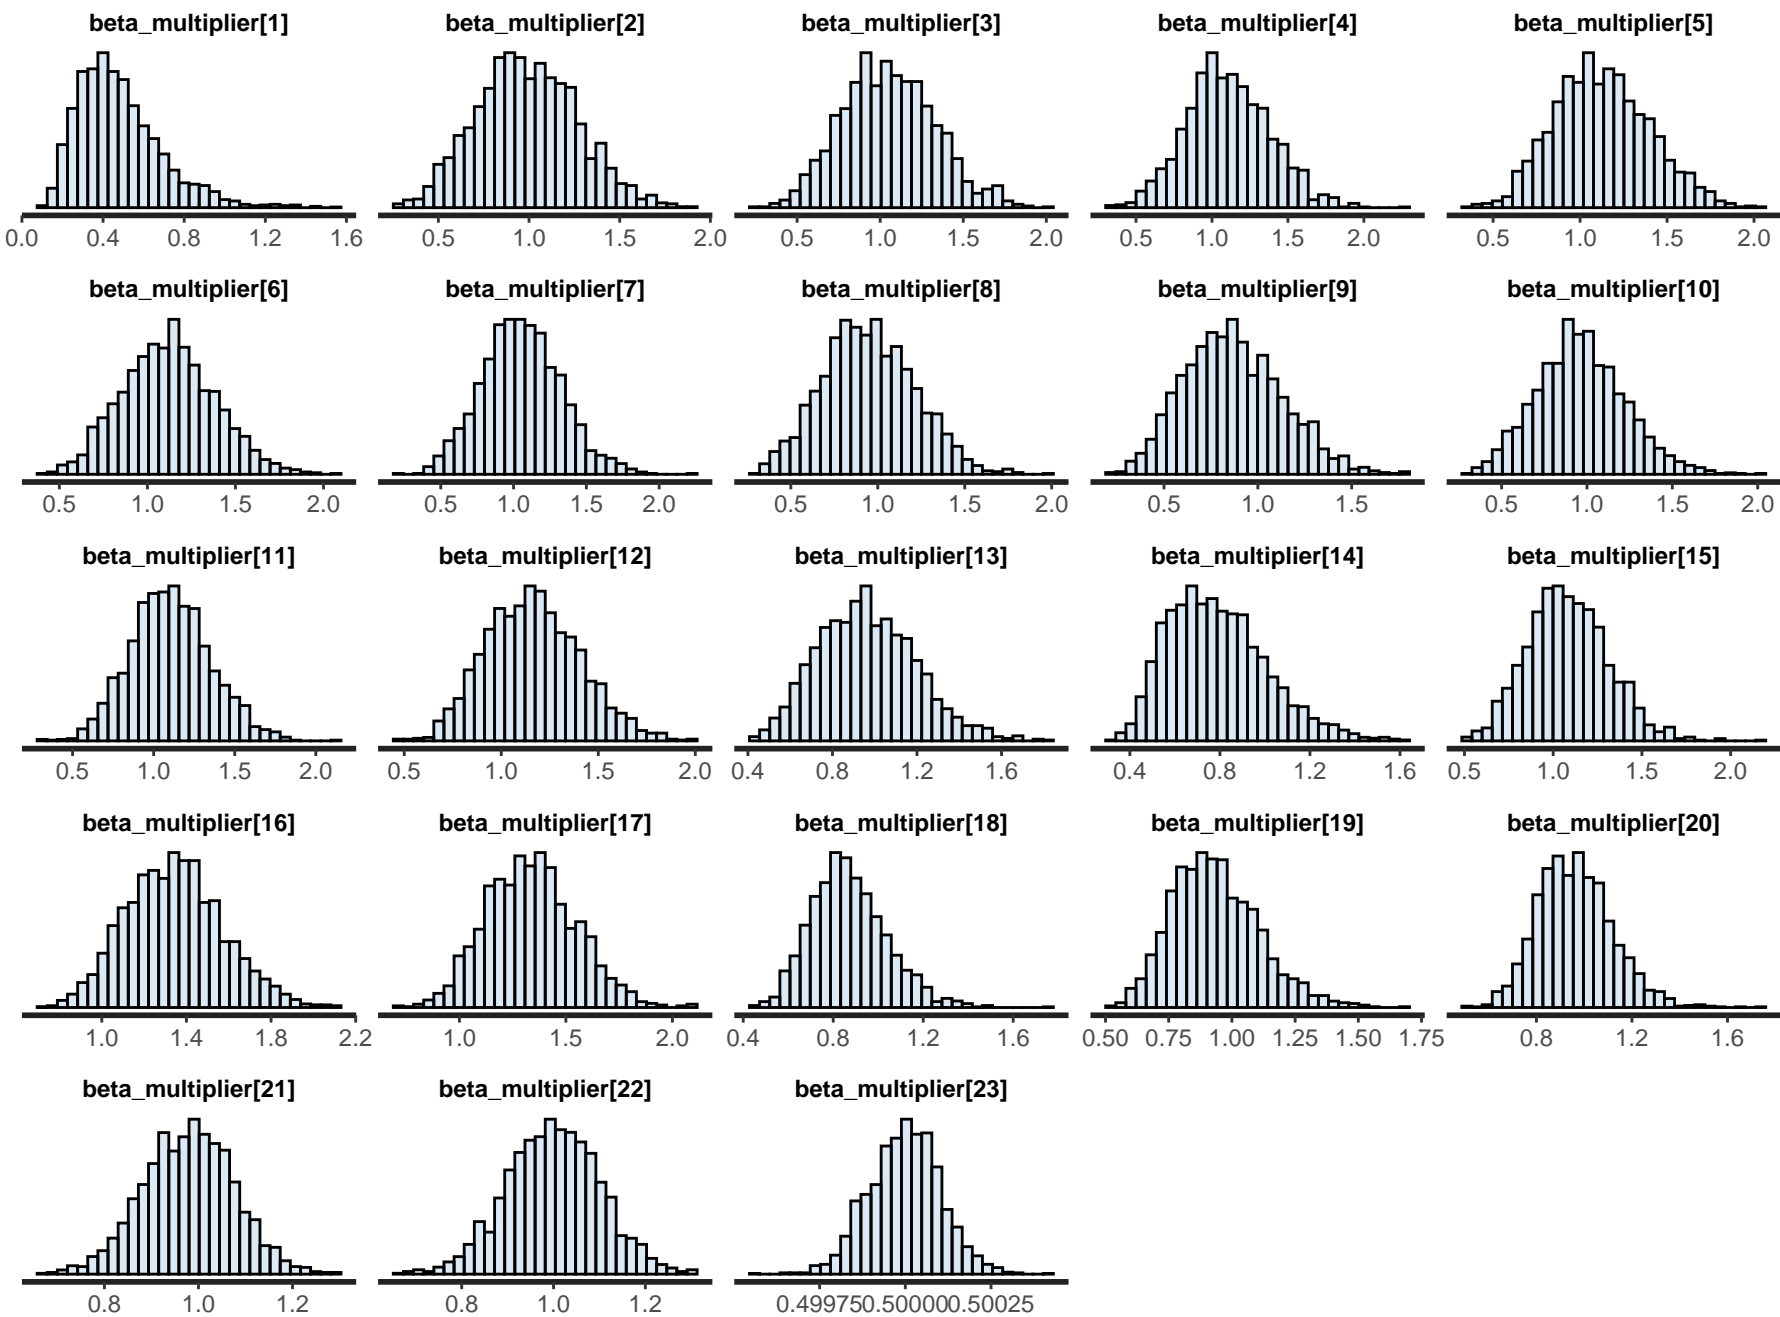 beta_multiplier[1] beta_multiplier[2] beta_multiplier[3] beta_multiplier[4] beta_multiplier[5]
0.0 0.4 0.8 1.2 1.6 0.5 1.0 1.5 2.0 0.5 1.0 1.5 2.0 0.5 1.0 1.5 2.0 0.5 1.0 1.5 2.0
beta_multiplier[6] beta_multiplier[7] beta_multiplier[8] beta_multiplier[9] beta_multiplier[10]
0.5 1.0 1.5 2.0 0.5 1.0 1.5 2.0 0.5 1.0 1.5 2.0 0.5 1.0 1.5 0.5 1.0 1.5 2.0
beta_multiplier[11] beta_multiplier[12] beta_multiplier[13] beta_multiplier[14] beta_multiplier[15]
0.5 1.0 1.5 2.0 0.5 1.0 1.5 2.0 0.4 0.8 1.2 1.6 0.4 0.8 1.2 1.6 0.5 1.0 1.5 2.0
beta_multiplier[16] beta_multiplier[17] beta_multiplier[18] beta_multiplier[19] beta_multiplier[20]
1.0 1.4 1.8 2.2 1.0 1.5 2.0 0.4 0.8 1.2 1.6 0.50 0.75 1.00 1.25 1.50 1.75 0.8 1.2 1.6
beta_multiplier[21] beta_multiplier[22] beta_multiplier[23]
0.8 1.0 1.2 0.8 1.0 1.2 0.49975 0.50000 0.50025